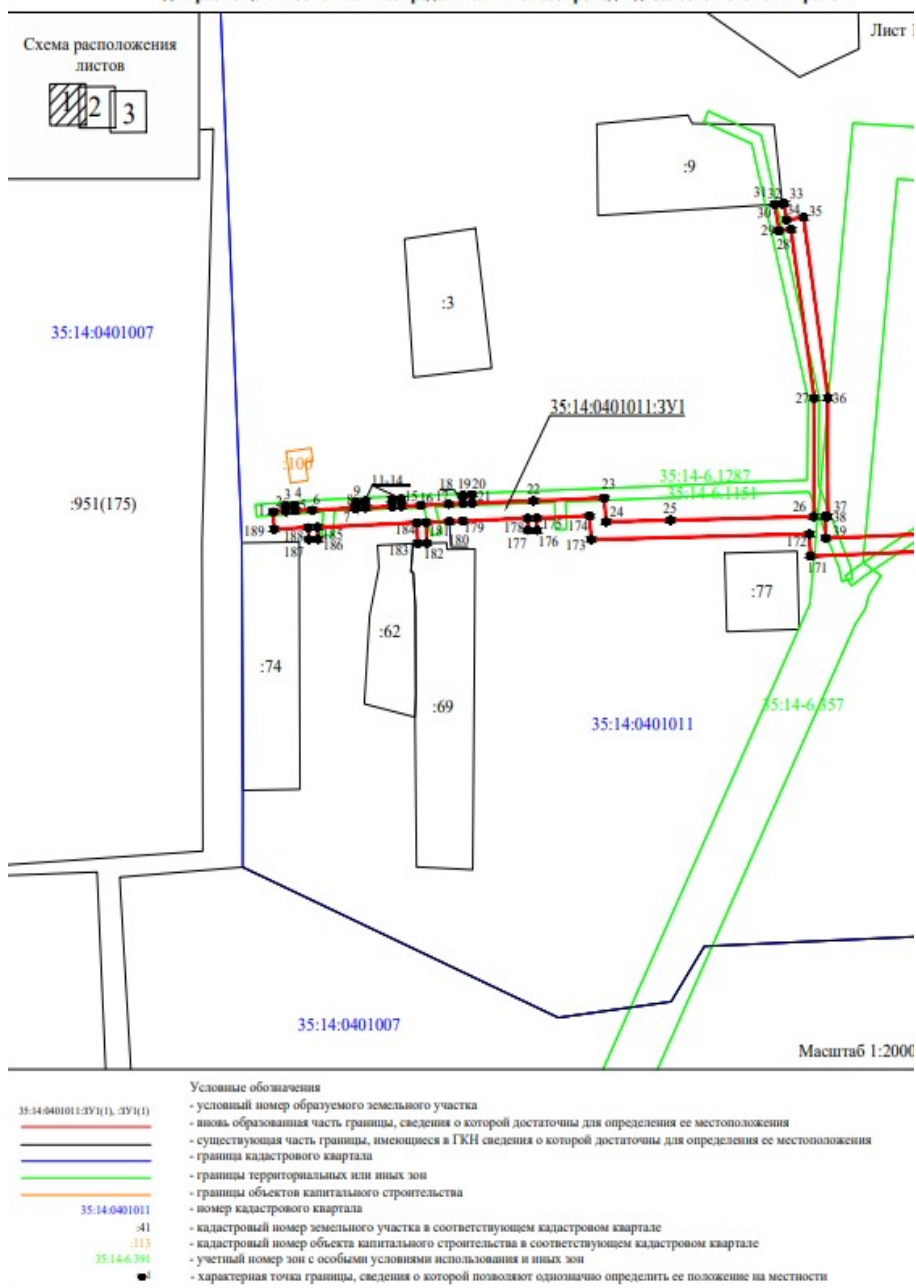 Схема расположения
листов
1 2 3
Лист 1
:9
31 32 33
30 34 35
29 28
:3
35:14:0401007
27 36
35:14:0401011:ЗУ1
:951(175)
35:14-6.1287
35:14-6.1151
11-14
1 2 3 4 5 6 7 8 9 15 16 17 18 19 20 21 22 23
24 25 26 37 38 39
189 188 187 186 185 184 183 182 181 180 179 178 177 176 175 174 173 172 171
:77
:62
:74
:69
35:14-6.357
35:14:0401011
35:14:0401007
Масштаб 1:2000
Условные обозначения
35:14:0401011:ЗУ1(1), :ЗУ1(1) - условный номер образуемого земельного участка
- вновь образованная часть границы, сведения о которой достаточны для определения ее местоположения
- существующая часть границы, имеющиеся в ГКН сведения о которой достаточны для определения ее местоположения
- граница кадастрового квартала
- границы территориальных или иных зон
- границы объектов капитального строительства
35:14:0401011 - номер кадастрового квартала
:41 - кадастровый номер земельного участка в соответствующем кадастровом квартале
:113 - кадастровый номер объекта капитального строительства в соответствующем кадастровом квартале
35:14-6.391 - учетный номер зон с особыми условиями использования и иных зон
- характерная точка границы, сведения о которой позволяют однозначно определить ее положение на местности